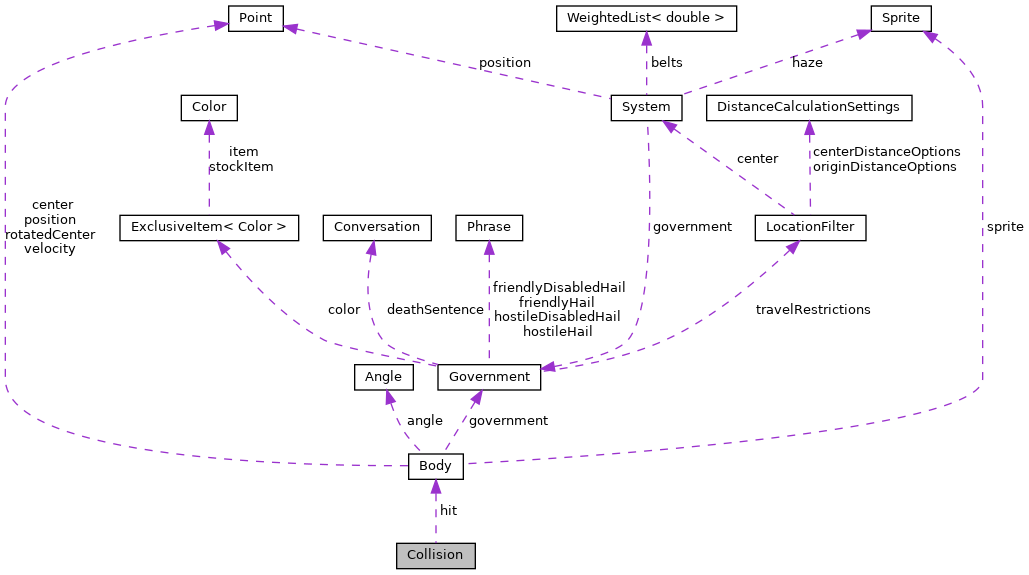 Point
WeightedList< double >
Sprite
position
belts
haze
Color
System
DistanceCalculationSettings
item
stockItem
center
centerDistanceOptions
originDistanceOptions
center
position
rotatedCenter
velocity
ExclusiveItem< Color >
Conversation
Phrase
government
LocationFilter
sprite
color
deathSentence
friendlyDisabledHail
friendlyHail
hostileDisabledHail
hostileHail
travelRestrictions
Angle
Government
angle
government
Body
hit
Collision